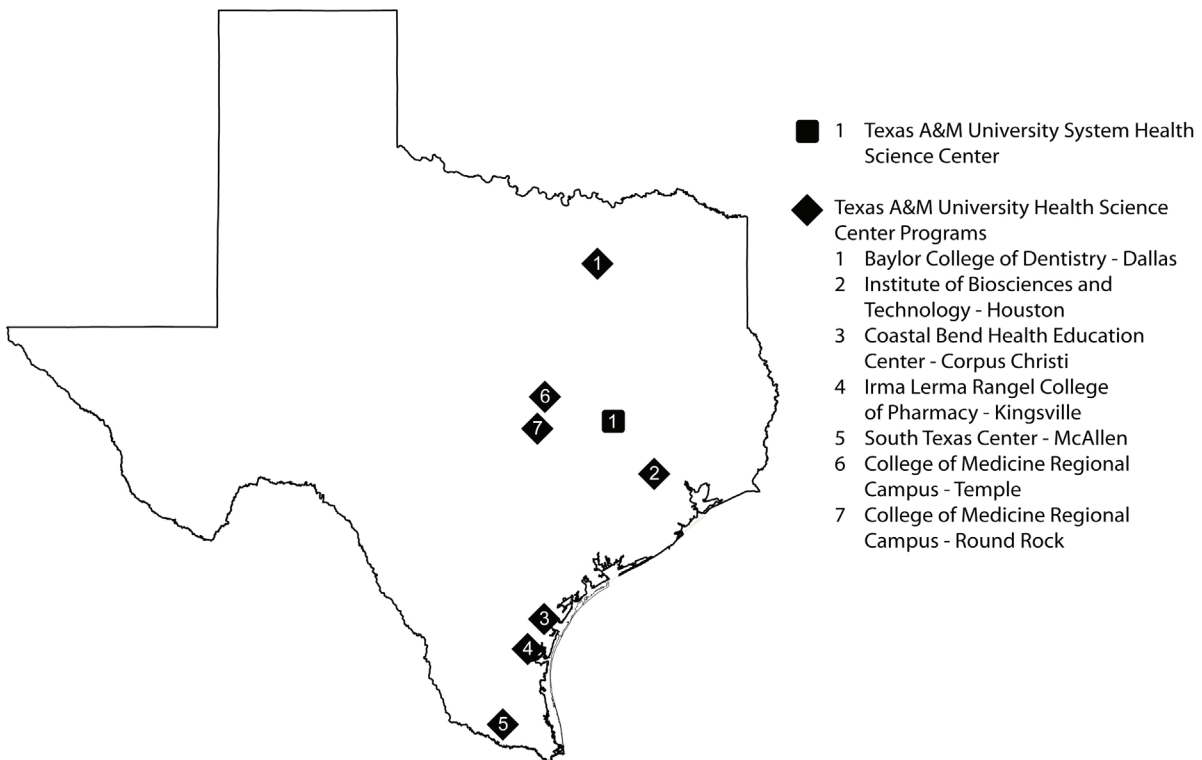 1 Texas A&M University System Health
Science Center
Texas A&M University Health Science
Center Programs
1 Baylor College of Dentistry - Dallas
2 Institute of Biosciences and
Technology - Houston
3 Coastal Bend Health Education
Center - Corpus Christi
4 Irma Lerma Rangel College
of Pharmacy - Kingsville
5 South Texas Center - McAllen
6 College of Medicine Regional
Campus - Temple
7 College of Medicine Regional
Campus - Round Rock
1
6
7
1
2
3
4
5